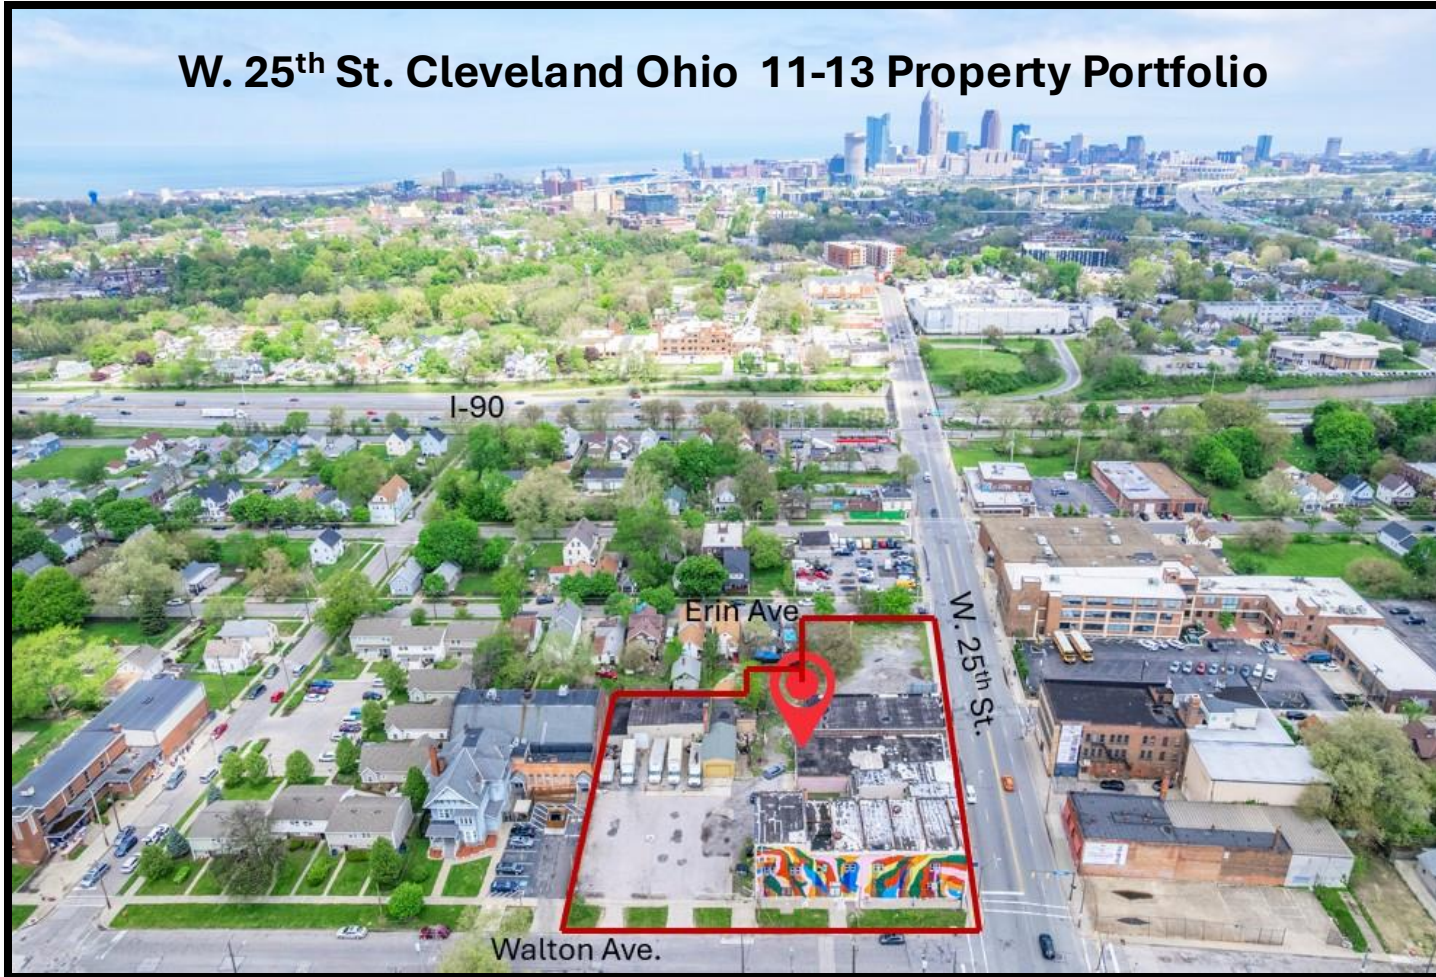 W. 25th St. Cleveland Ohio 11-13 Property Portfolio
I-90
Erin Ave
W. 25th St.
Walton Ave.